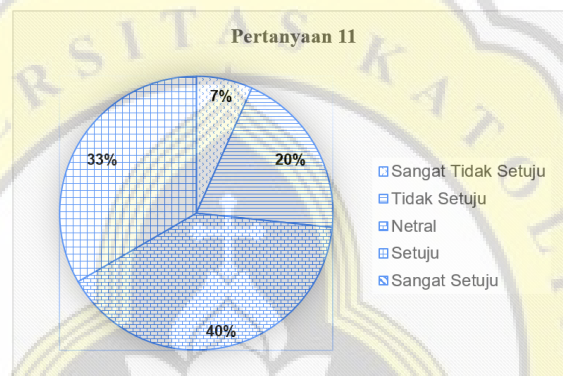 Pertanyaan 11
7%
20%
33%
40%
Sangat Tidak Setuju
Tidak Setuju
Netral
Setuju
Sangat Setuju